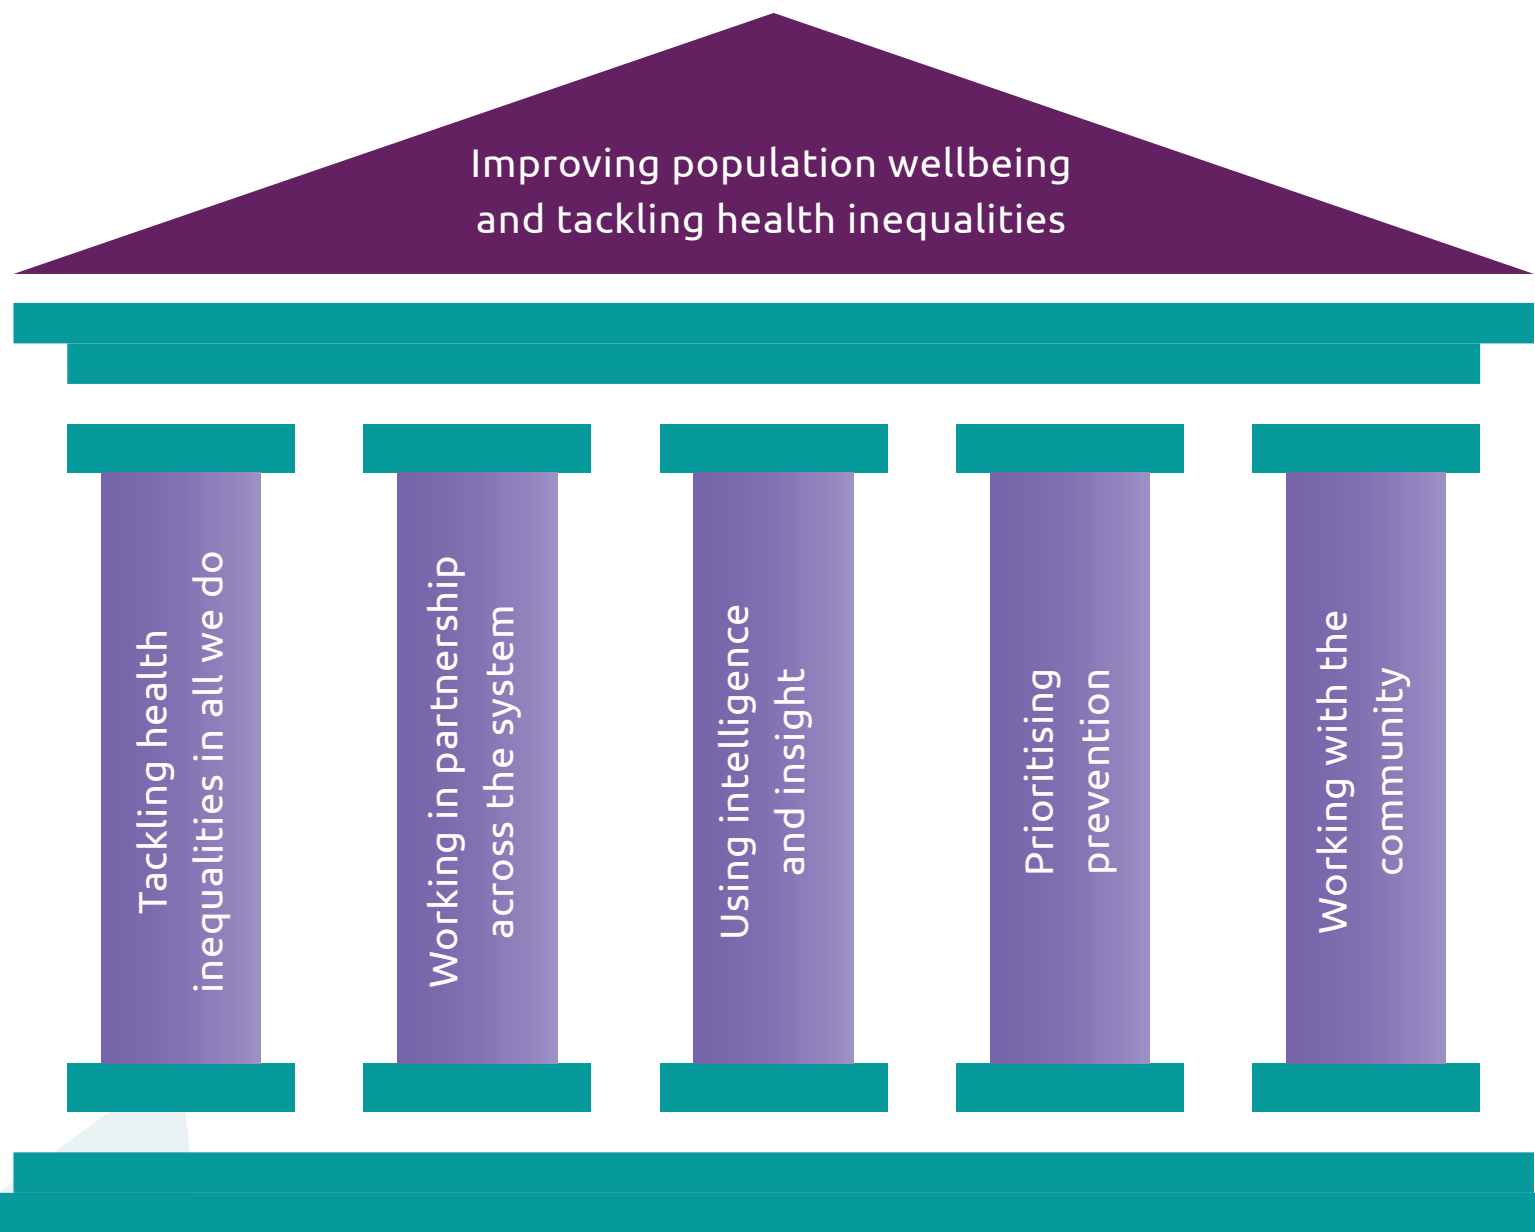 Improving population wellbeing
and tackling health inequalities
Tackling health
inequalities in all we do
Working in partnership
across the system
Using intelligence
and insight
Prioritising
prevention
Working with the
community